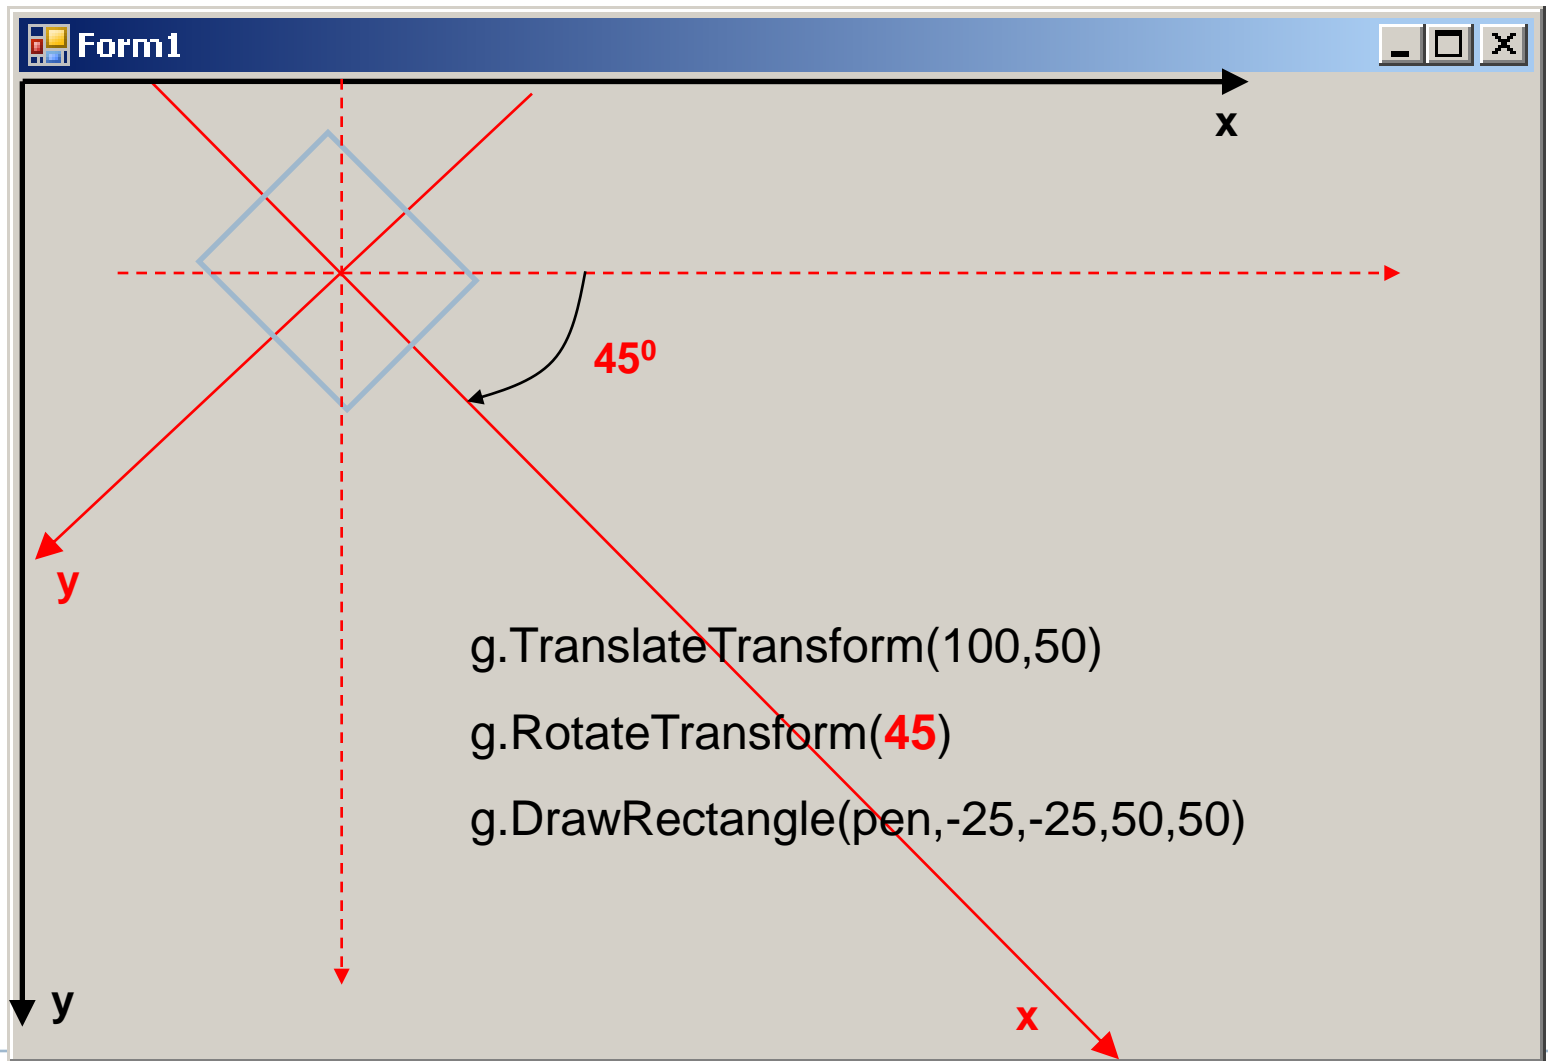 Form1
x
45⁰
y
g.TranslateTransform(100,50)
g.RotateTransform(45)
g.DrawRectangle(pen,-25,-25,50,50)
y
x